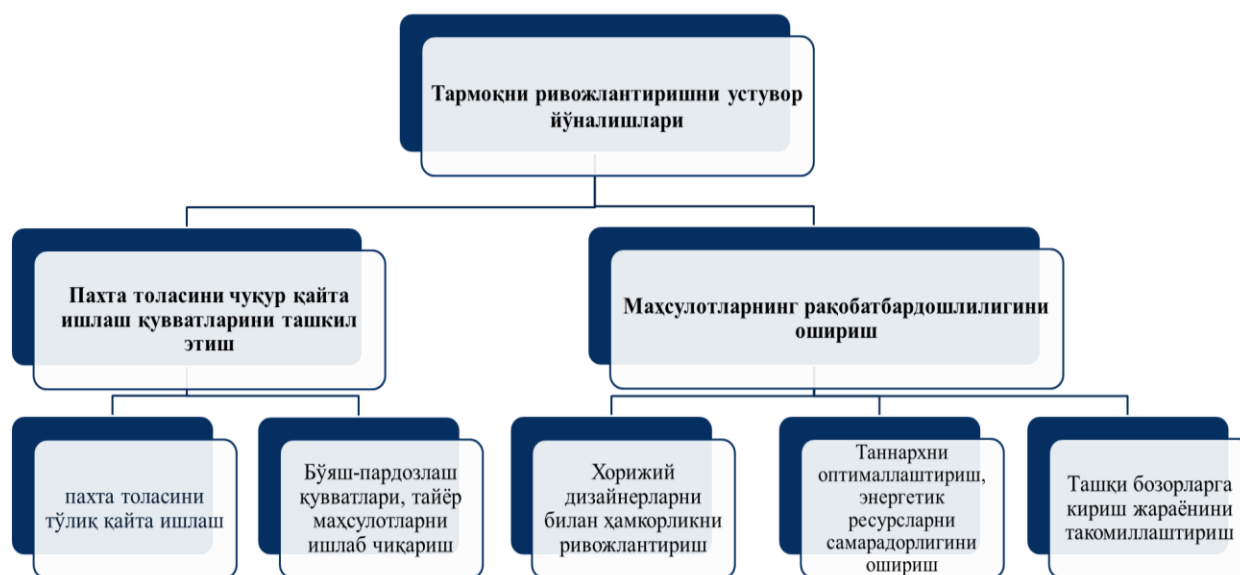 Тармоқни ривожлантиришни устувор
йўналишлари
Пахта толасини чуқур қайта
ишлаш қувватларини ташкил
этиш
Маҳсулотларнинг рақобатбардошлилигини
ошириш
пахта толасини
тўлиқ қайта ишлаш
Бўяш-пардозлаш
қувватлари, тайёр
маҳсулотларни
ишлаб чиқариш
Хорижий
дизайнерларни
билан ҳамкорликни
ривожлантириш
Таннархни
оптималлаштириш,
энергетик
ресурсларни
самарадорлигини
ошириш
Ташқи бозорларга
кириш жараёнини
такомиллаштириш